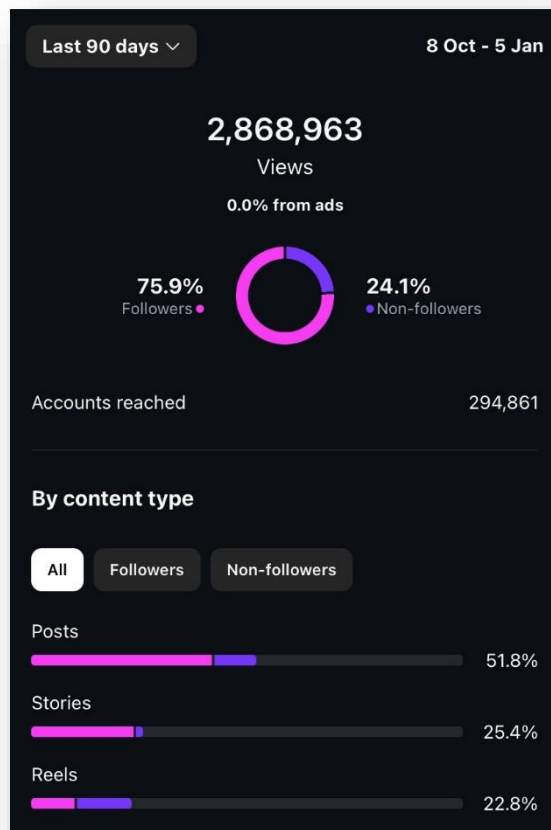 Last 90 days
8 Oct - 5 Jan
2,868,963
Views
0.0% from ads
75.9%
Followers
24.1%
Non-followers
Accounts reached 294,861
By content type
All Followers Non-followers
Posts
51.8%
Stories
25.4%
Reels
22.8%